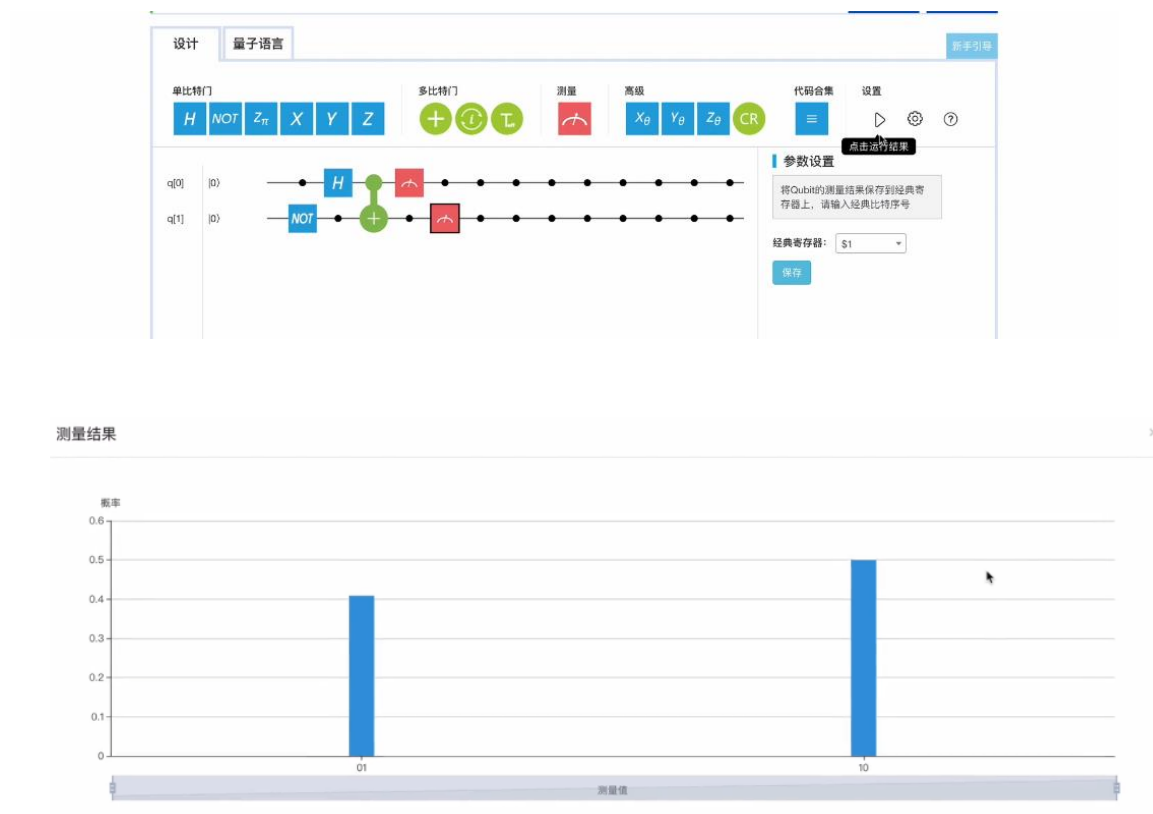 设计 量子语言 新手引导
单比特门 多比特门 测量 高级 代码合集 设置
H NOT Zπ X Y Z Xθ Yθ Zθ CR
点击运行结果
参数设置
将Qubit的测量结果保存到经典寄
存器上，请输入经典比特序号
q[0] |0⟩ H
q[1] |0⟩ NOT
经典寄存器： $1
保存
测量结果
概率
0.6
0.5
0.4
0.3
0.2
0.1
0
01 10
测量值